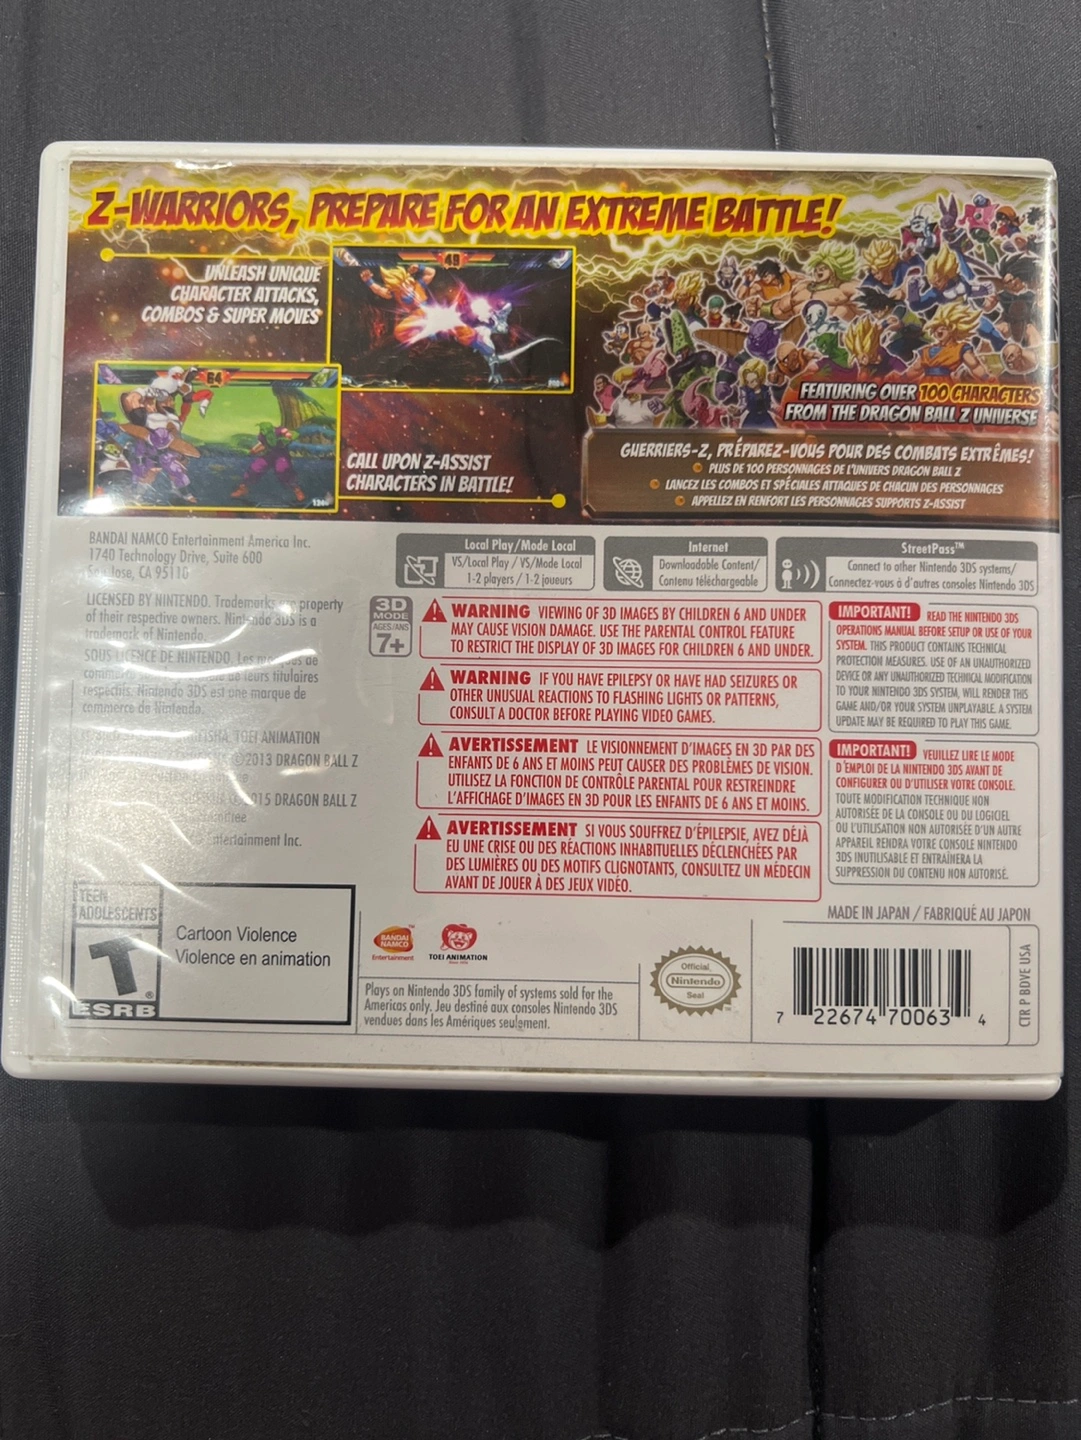 Z-WARRIORS, PREPARE FOR AN EXTREME BATTLE!
UNLEASH UNIQUE
CHARACTER ATTACKS,
COMBOS & SUPER MOVES
49
64
CALL UPON Z-ASSIST
CHARACTERS IN BATTLE!
FEATURING OVER 100 CHARACTERS
FROM THE DRAGON BALL Z UNIVERSE
GUERRIERS-Z, PRÉPAREZ-VOUS POUR DES COMBATS EXTRÊMES!
PLUS DE 100 PERSONNAGES DE L'UNIVERS DRAGON BALL Z
LANCEZ LES COMBOS ET SPÉCIALES ATTAQUES DE CHACUN DES PERSONNAGES
APPELLEZ EN RENFORT LES PERSONNAGES SUPPORTS Z-ASSIST
BANDAI NAMCO Entertainment America Inc.
1740 Technology Drive, Suite 600
San Jose, CA 95110
LICENSED BY NINTENDO. Trademarks property
of their respective owners. Nintendo 3DS is a
trademark of Nintendo.
SOUS LICENCE DE NINTENDO. Les de
commerce de leurs titulaires
respectifs. Nintendo 3DS est une marque de
commerce de Nintendo.
TOEI ANIMATION
©2013 DRAGON BALL Z
2015 DRAGON BALL Z
Entertainment Inc.
Local Play/Mode Local
VS/Local Play / VS/Mode Local
1-2 players / 1-2 joueurs
Internet
Downloadable Content/
Contenu téléchargeable
StreetPass™
Connect to other Nintendo 3DS systems/
Connectez-vous à d'autres consoles Nintendo 3DS
3D
MODE
AGES/ANS
7+
WARNING VIEWING OF 3D IMAGES BY CHILDREN 6 AND UNDER
MAY CAUSE VISION DAMAGE. USE THE PARENTAL CONTROL FEATURE
TO RESTRICT THE DISPLAY OF 3D IMAGES FOR CHILDREN 6 AND UNDER.
WARNING IF YOU HAVE EPILEPSY OR HAVE HAD SEIZURES OR
OTHER UNUSUAL REACTIONS TO FLASHING LIGHTS OR PATTERNS,
CONSULT A DOCTOR BEFORE PLAYING VIDEO GAMES.
AVERTISSEMENT LE VISIONNEMENT D'IMAGES EN 3D PAR DES
ENFANTS DE 6 ANS ET MOINS PEUT CAUSER DES PROBLÈMES DE VISION.
UTILISEZ LA FONCTION DE CONTRÔLE PARENTAL POUR RESTREINDRE
L'AFFICHAGE D'IMAGES EN 3D POUR LES ENFANTS DE 6 ANS ET MOINS.
AVERTISSEMENT SI VOUS SOUFFREZ D'ÉPILEPSIE, AVEZ DÉJÀ
EU UNE CRISE OU DES RÉACTIONS INHABITUELLES DÉCLENCHÉES PAR
DES LUMIÈRES OU DES MOTIFS CLIGNOTANTS, CONSULTEZ UN MÉDECIN
AVANT DE JOUER À DES JEUX VIDÉO.
IMPORTANT! READ THE NINTENDO 3DS
OPERATIONS MANUAL BEFORE SETUP OR USE OF YOUR
SYSTEM. THIS PRODUCT CONTAINS TECHNICAL
PROTECTION MEASURES. USE OF AN UNAUTHORIZED
DEVICE OR ANY UNAUTHORIZED TECHNICAL MODIFICATION
TO YOUR NINTENDO 3DS SYSTEM, WILL RENDER THIS
GAME AND/OR YOUR SYSTEM UNPLAYABLE. A SYSTEM
UPDATE MAY BE REQUIRED TO PLAY THIS GAME.
IMPORTANT! VEUILLEZ LIRE LE MODE
D'EMPLOI DE LA NINTENDO 3DS AVANT DE
CONFIGURER OU D'UTILISER VOTRE CONSOLE.
TOUTE MODIFICATION TECHNIQUE NON
AUTORISÉE DE LA CONSOLE OU DU LOGICIEL
OU L'UTILISATION NON AUTORISÉE D'UN AUTRE
APPAREIL RENDRA VOTRE CONSOLE NINTENDO
3DS INUTILISABLE ET ENTRAÎNERA LA
SUPPRESSION DU CONTENU NON AUTORISÉ.
MADE IN JAPAN / FABRIQUÉ AU JAPON
TEEN
ADOLESCENTS
T
®
ESRB
Cartoon Violence
Violence en animation
BANDAI
NAMCO
Entertainment
TOEI ANIMATION
Plays on Nintendo 3DS family of systems sold for the
Americas only. Jeu destiné aux consoles Nintendo 3DS
vendues dans les Amériques seulement.
Official
Nintendo
Seal
7 22674 70063 4
CTR P BDVE USA